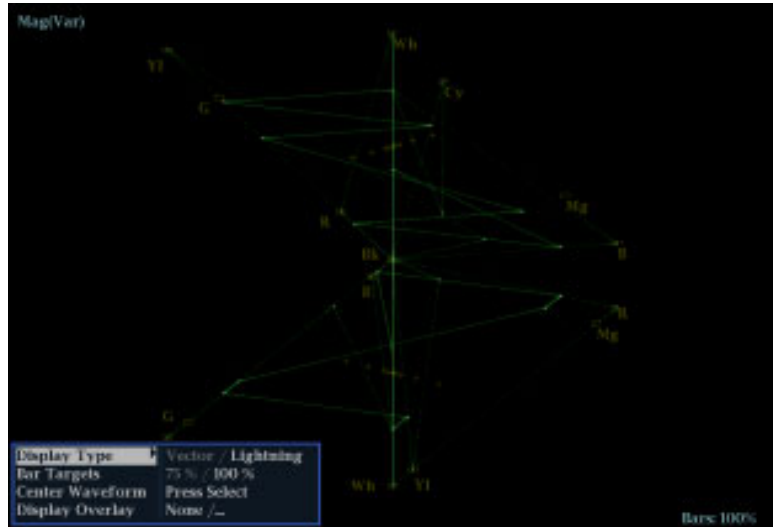 Mag(Var)
Wh
Yl
Cy
G
Mg
R
Bk
B
B
R
Mg
G
Display Type Vector / Lightning
Bar Targets 75 % / 100 %
Center Waveform Press Select
Display Overlay None /...
Wh Yl
Bars: 100%